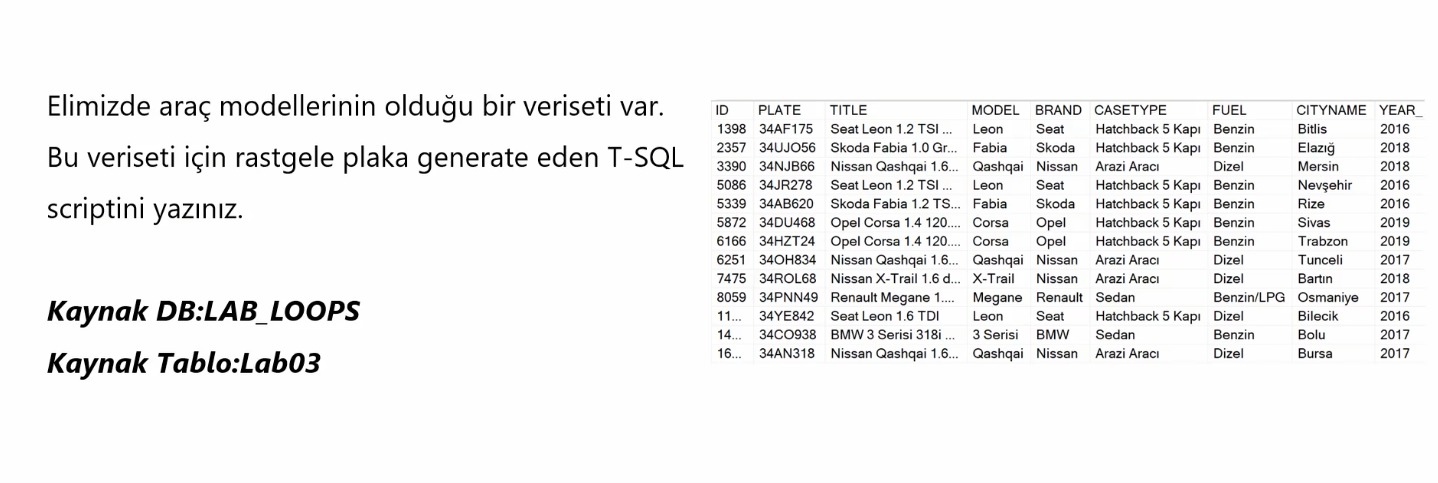 Elimizde araç modellerinin olduğu bir veriseti var.
Bu veriseti için rastgele plaka generate eden T-SQL
scriptini yazınız.
Kaynak DB:LAB_LOOPS
Kaynak Tablo:Lab03
ID PLATE TITLE MODEL BRAND CASETYPE FUEL CITYNAME YEAR_
1398 34AF175 Seat Leon 1.2 TSI ... Leon Seat Hatchback 5 Kapı Benzin Bitlis 2016
2357 34UJO56 Skoda Fabia 1.0 Gr... Fabia Skoda Hatchback 5 Kapı Benzin Elazığ 2018
3390 34NJB66 Nissan Qashqai 1.6... Qashqai Nissan Arazi Aracı Dizel Mersin 2018
5086 34JR278 Seat Leon 1.2 TSI ... Leon Seat Hatchback 5 Kapı Benzin Nevşehir 2016
5339 34AB620 Skoda Fabia 1.2 TS... Fabia Skoda Hatchback 5 Kapı Benzin Rize 2016
5872 34DU468 Opel Corsa 1.4 120.... Corsa Opel Hatchback 5 Kapı Benzin Sivas 2019
6166 34HZT24 Opel Corsa 1.4 120.... Corsa Opel Hatchback 5 Kapı Benzin Trabzon 2019
6251 34OH834 Nissan Qashqai 1.6... Qashqai Nissan Arazi Aracı Dizel Tunceli 2017
7475 34ROL68 Nissan X-Trail 1.6 d... X-Trail Nissan Arazi Aracı Dizel Bartın 2018
8059 34PNN49 Renault Megane 1.... Megane Renault Sedan Benzin/LPG Osmaniye 2017
11... 34YE842 Seat Leon 1.6 TDI Leon Seat Hatchback 5 Kapı Dizel Bilecik 2016
14... 34CO938 BMW 3 Serisi 318i ... 3 Serisi BMW Sedan Benzin Bolu 2017
16... 34AN318 Nissan Qashqai 1.6... Qashqai Nissan Arazi Aracı Dizel Bursa 2017